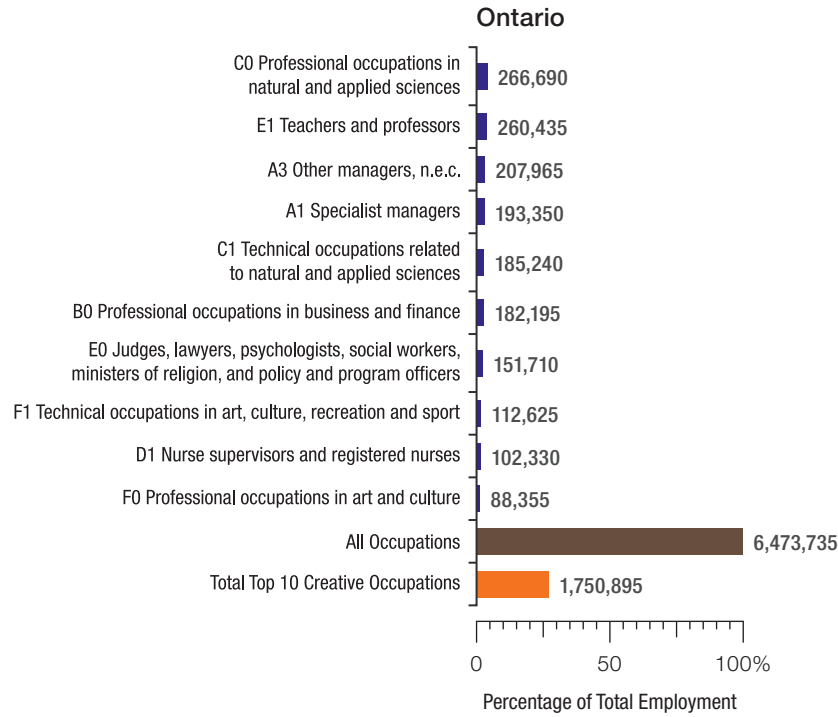 Ontario
C0 Professional occupations in
natural and applied sciences
266,690
E1 Teachers and professors
260,435
A3 Other managers, n.e.c.
207,965
A1 Specialist managers
193,350
C1 Technical occupations related
to natural and applied sciences
185,240
B0 Professional occupations in business and finance
182,195
E0 Judges, lawyers, psychologists, social workers,
ministers of religion, and policy and program officers
151,710
F1 Technical occupations in art, culture, recreation and sport
112,625
D1 Nurse supervisors and registered nurses
102,330
F0 Professional occupations in art and culture
88,355
All Occupations
6,473,735
Total Top 10 Creative Occupations
1,750,895
0 50 100%
Percentage of Total Employment